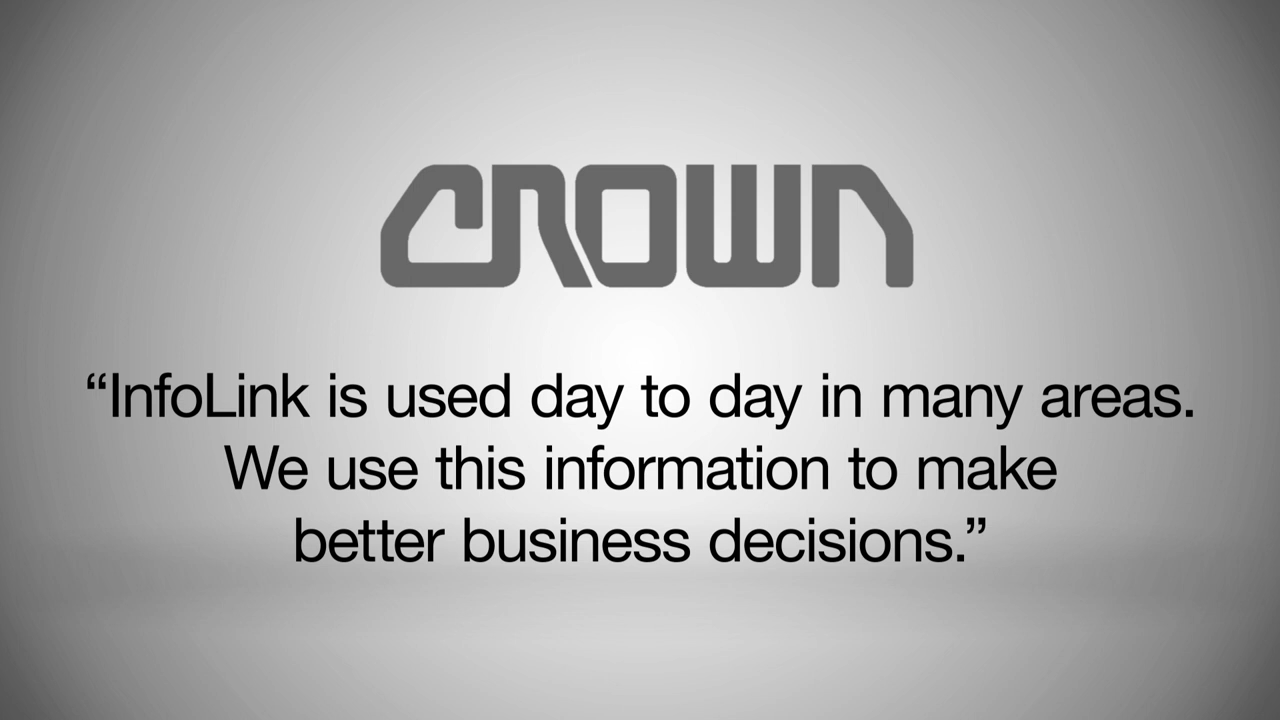 CROWN
“InfoLink is used day to day in many areas.
We use this information to make
better business decisions.”